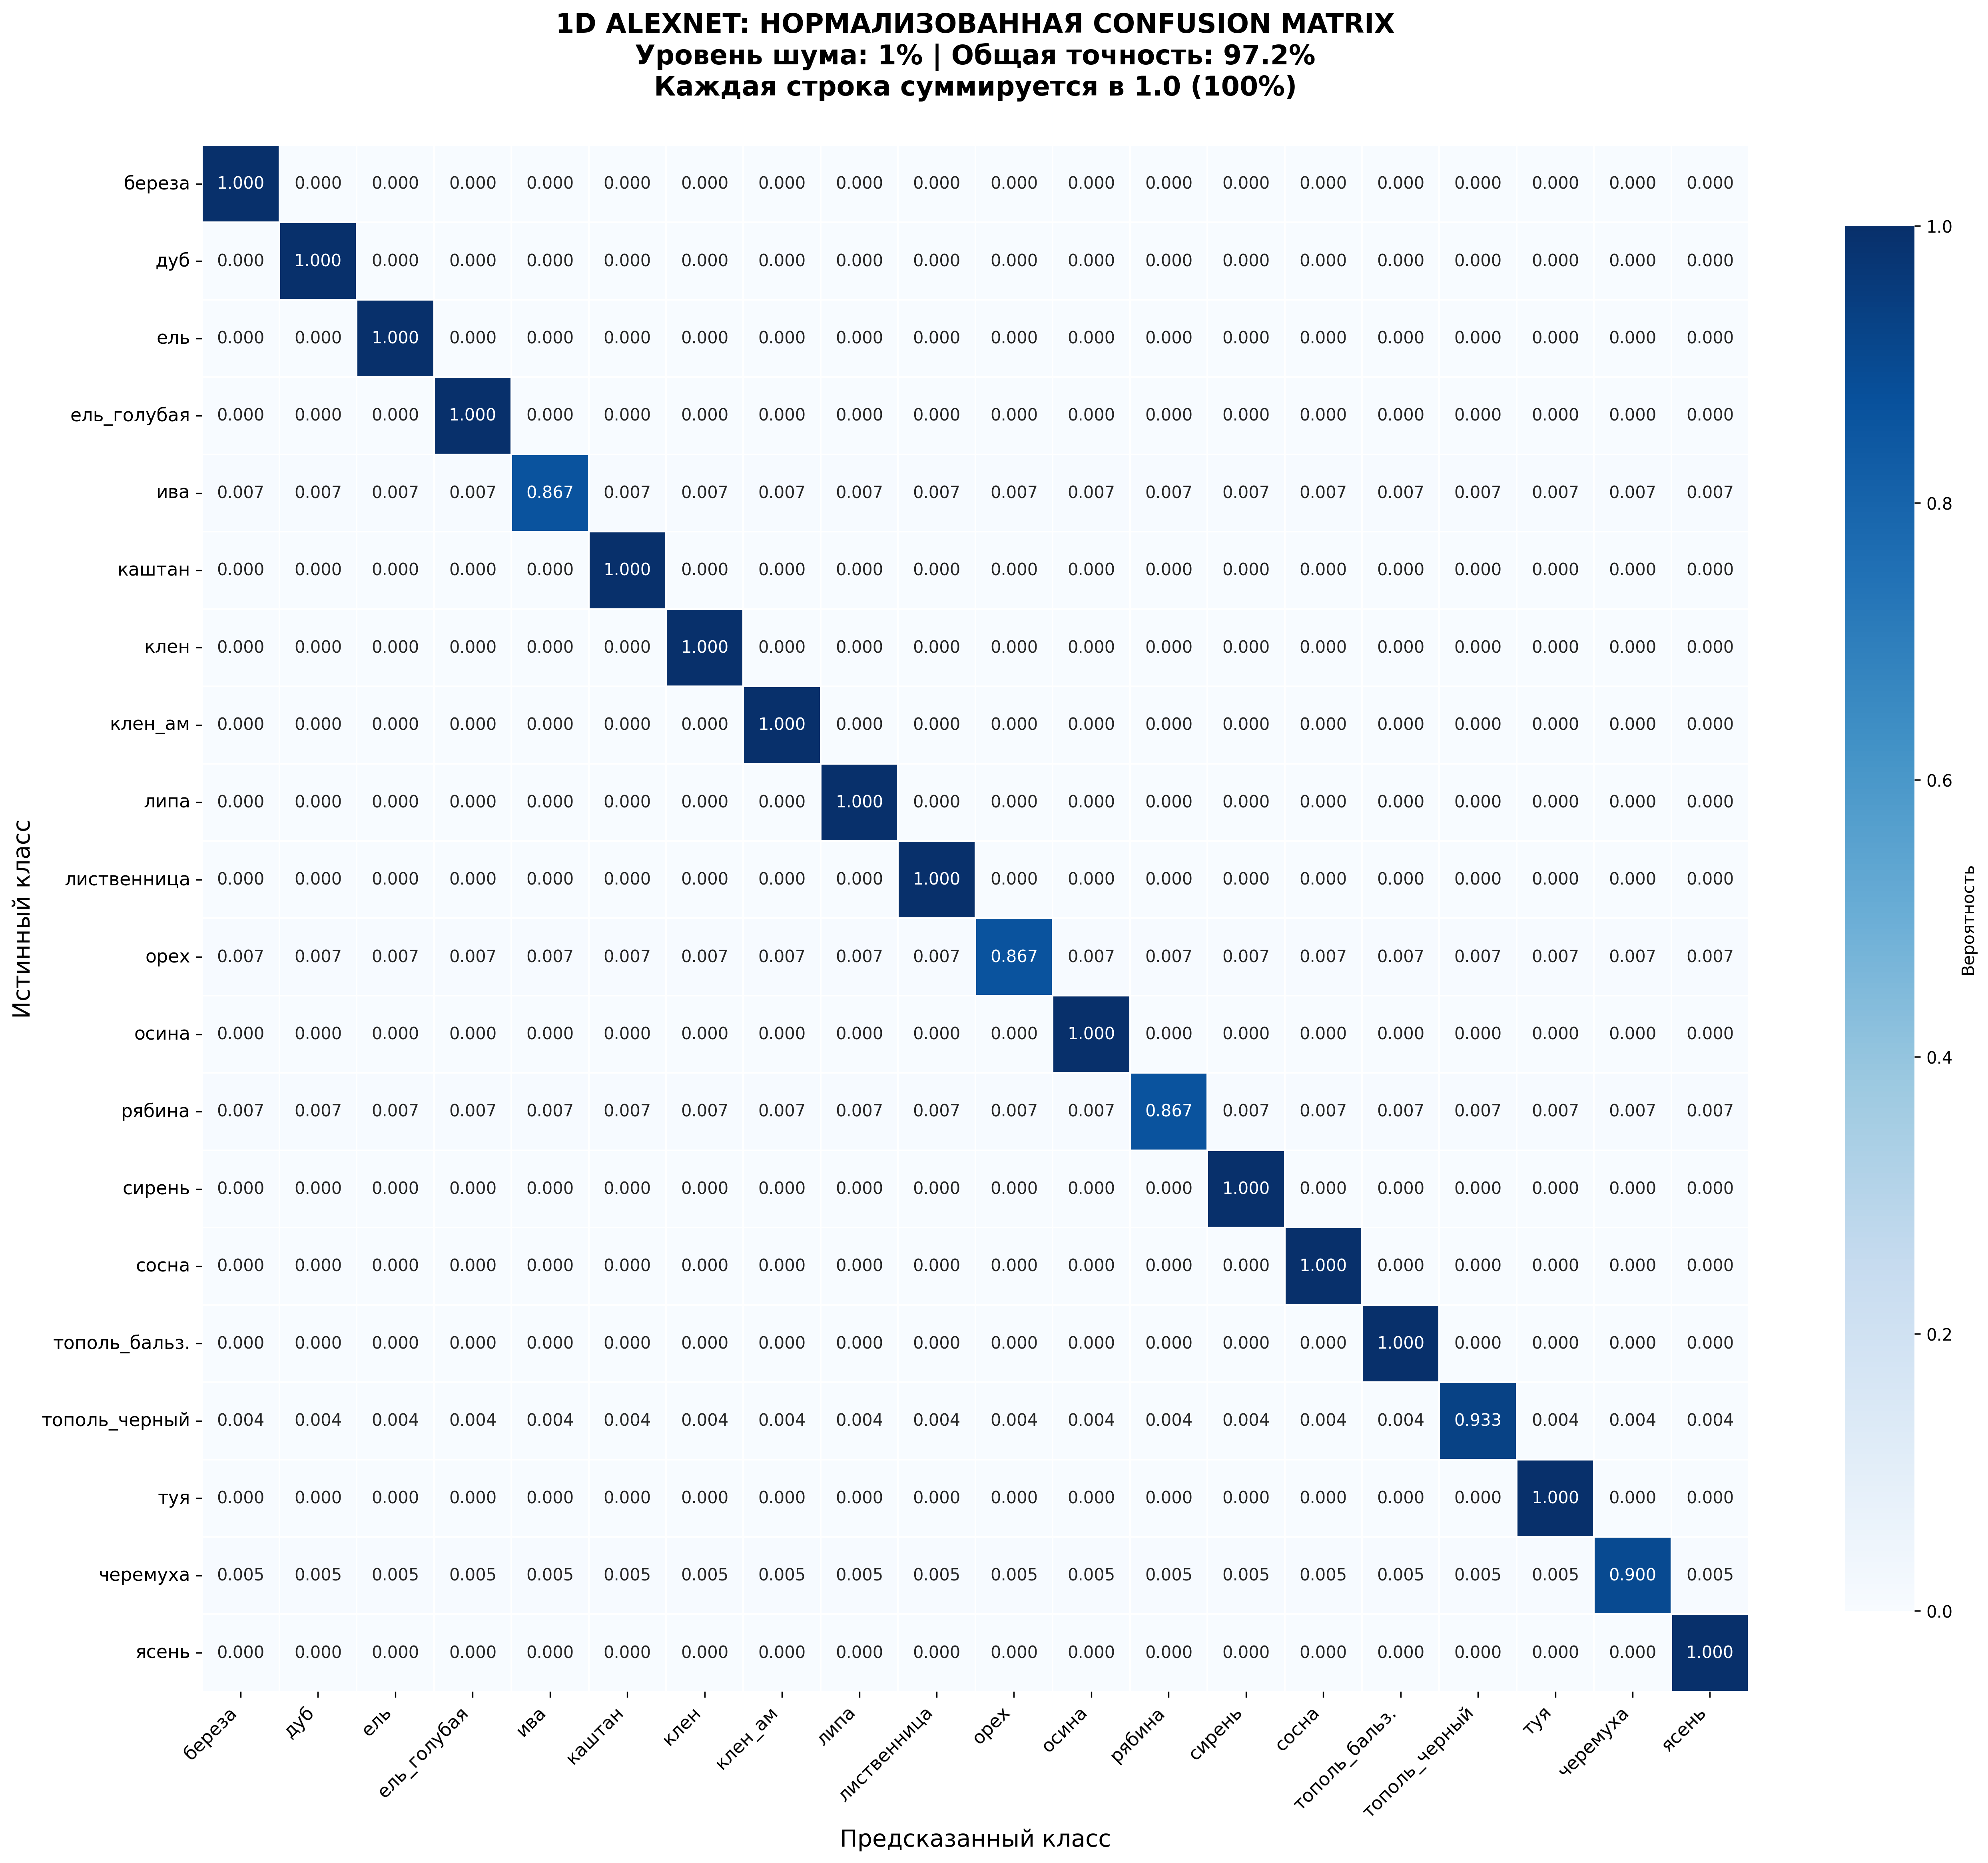 1D ALEXNET: НОРМАЛИЗОВАННАЯ CONFUSION MATRIX
Уровень шума: 1% | Общая точность: 97.2%
Каждая строка суммируется в 1.0 (100%)
Истинный класс
береза 1.000 0.000 0.000 0.000 0.000 0.000 0.000 0.000 0.000 0.000 0.000 0.000 0.000 0.000 0.000 0.000 0.000 0.000 0.000 0.000
дуб 0.000 1.000 0.000 0.000 0.000 0.000 0.000 0.000 0.000 0.000 0.000 0.000 0.000 0.000 0.000 0.000 0.000 0.000 0.000 0.000
ель 0.000 0.000 1.000 0.000 0.000 0.000 0.000 0.000 0.000 0.000 0.000 0.000 0.000 0.000 0.000 0.000 0.000 0.000 0.000 0.000
ель_голубая 0.000 0.000 0.000 1.000 0.000 0.000 0.000 0.000 0.000 0.000 0.000 0.000 0.000 0.000 0.000 0.000 0.000 0.000 0.000 0.000
ива 0.007 0.007 0.007 0.007 0.867 0.007 0.007 0.007 0.007 0.007 0.007 0.007 0.007 0.007 0.007 0.007 0.007 0.007 0.007 0.007
каштан 0.000 0.000 0.000 0.000 0.000 1.000 0.000 0.000 0.000 0.000 0.000 0.000 0.000 0.000 0.000 0.000 0.000 0.000 0.000 0.000
клен 0.000 0.000 0.000 0.000 0.000 0.000 1.000 0.000 0.000 0.000 0.000 0.000 0.000 0.000 0.000 0.000 0.000 0.000 0.000 0.000
клен_ам 0.000 0.000 0.000 0.000 0.000 0.000 0.000 1.000 0.000 0.000 0.000 0.000 0.000 0.000 0.000 0.000 0.000 0.000 0.000 0.000
липа 0.000 0.000 0.000 0.000 0.000 0.000 0.000 0.000 1.000 0.000 0.000 0.000 0.000 0.000 0.000 0.000 0.000 0.000 0.000 0.000
лиственница 0.000 0.000 0.000 0.000 0.000 0.000 0.000 0.000 0.000 1.000 0.000 0.000 0.000 0.000 0.000 0.000 0.000 0.000 0.000 0.000
орех 0.007 0.007 0.007 0.007 0.007 0.007 0.007 0.007 0.007 0.007 0.867 0.007 0.007 0.007 0.007 0.007 0.007 0.007 0.007 0.007
осина 0.000 0.000 0.000 0.000 0.000 0.000 0.000 0.000 0.000 0.000 0.000 1.000 0.000 0.000 0.000 0.000 0.000 0.000 0.000 0.000
рябина 0.007 0.007 0.007 0.007 0.007 0.007 0.007 0.007 0.007 0.007 0.007 0.007 0.867 0.007 0.007 0.007 0.007 0.007 0.007 0.007
сирень 0.000 0.000 0.000 0.000 0.000 0.000 0.000 0.000 0.000 0.000 0.000 0.000 0.000 1.000 0.000 0.000 0.000 0.000 0.000 0.000
сосна 0.000 0.000 0.000 0.000 0.000 0.000 0.000 0.000 0.000 0.000 0.000 0.000 0.000 0.000 1.000 0.000 0.000 0.000 0.000 0.000
тополь_бальз. 0.000 0.000 0.000 0.000 0.000 0.000 0.000 0.000 0.000 0.000 0.000 0.000 0.000 0.000 0.000 1.000 0.000 0.000 0.000 0.000
тополь_черный 0.004 0.004 0.004 0.004 0.004 0.004 0.004 0.004 0.004 0.004 0.004 0.004 0.004 0.004 0.004 0.004 0.933 0.004 0.004 0.004
туя 0.000 0.000 0.000 0.000 0.000 0.000 0.000 0.000 0.000 0.000 0.000 0.000 0.000 0.000 0.000 0.000 0.000 1.000 0.000 0.000
черемуха 0.005 0.005 0.005 0.005 0.005 0.005 0.005 0.005 0.005 0.005 0.005 0.005 0.005 0.005 0.005 0.005 0.005 0.005 0.900 0.005
ясень 0.000 0.000 0.000 0.000 0.000 0.000 0.000 0.000 0.000 0.000 0.000 0.000 0.000 0.000 0.000 0.000 0.000 0.000 0.000 1.000
береза дуб ель ель_голубая ива каштан клен клен_ам липа лиственница орех осина рябина сирень сосна тополь_бальз. тополь_черный туя черемуха ясень
Предсказанный класс
1.0
0.8
0.6
0.4
0.2
0.0
Вероятность